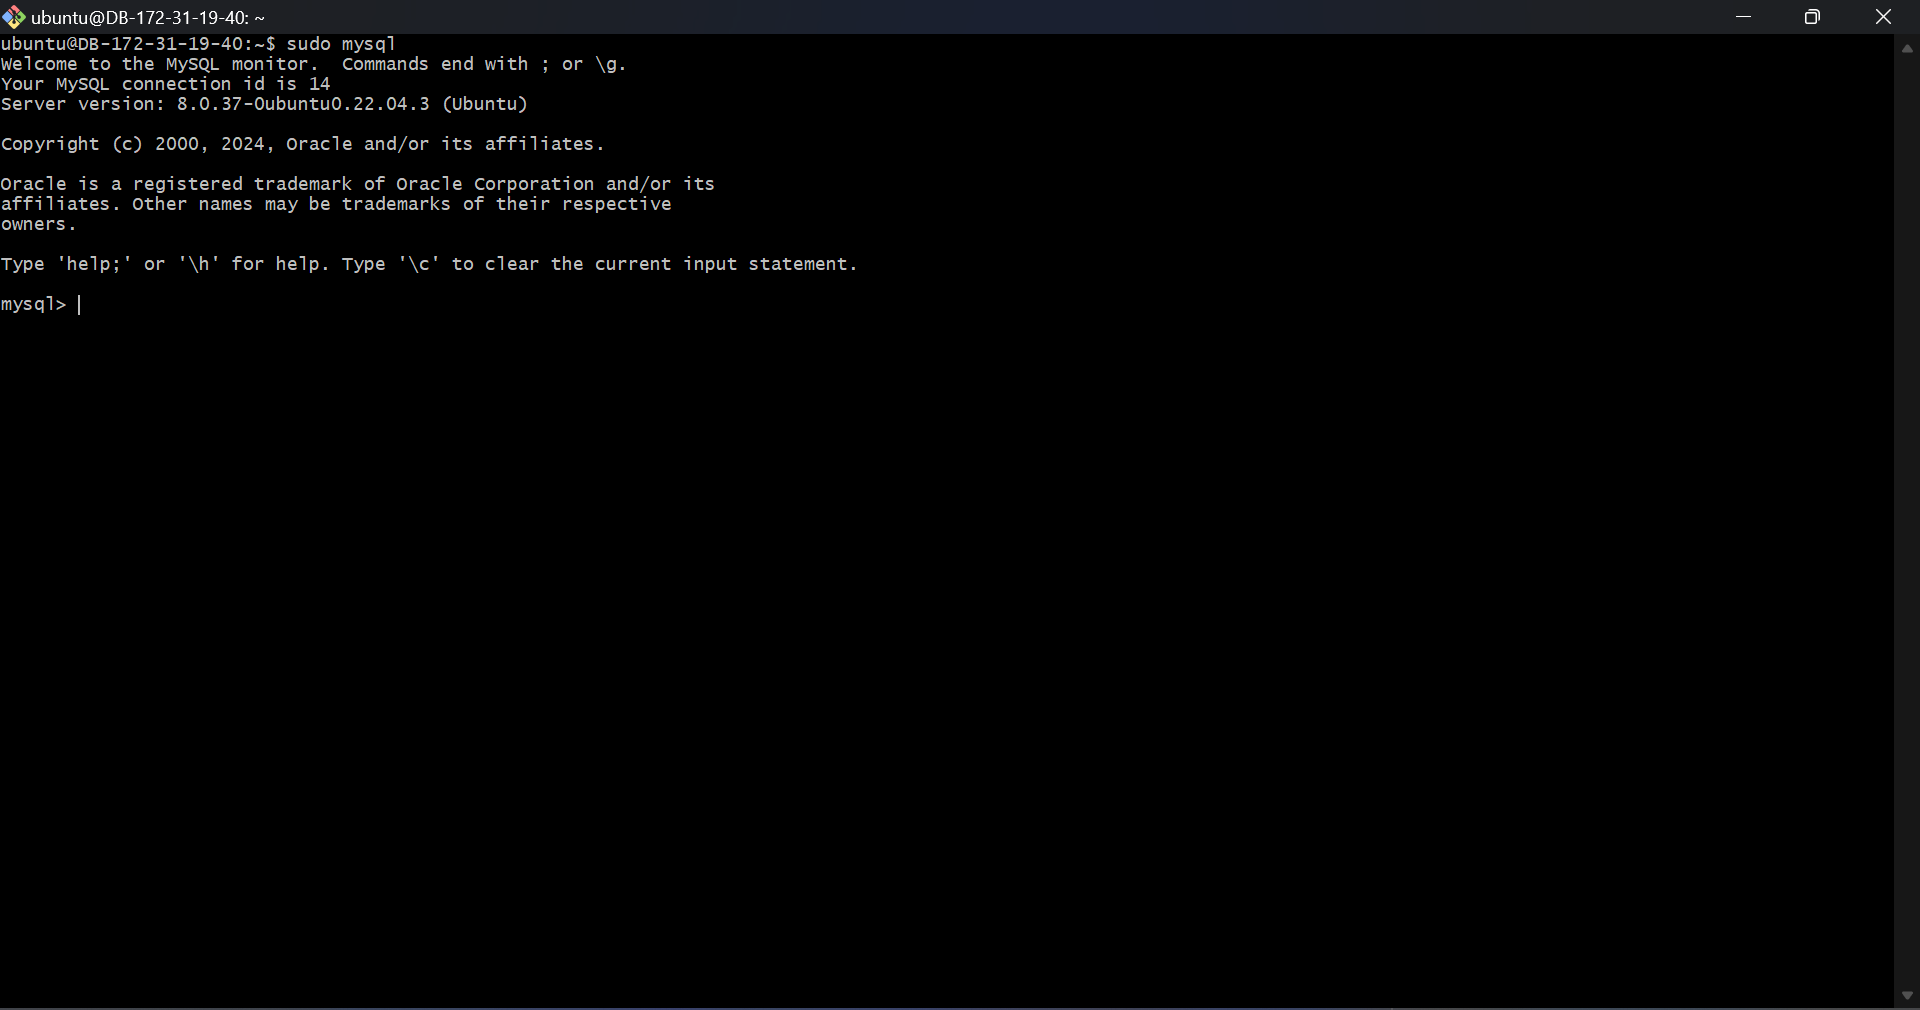 ubuntu@DB-172-31-19-40: ~
ubuntu@DB-172-31-19-40:~$ sudo mysql
Welcome to the MySQL monitor.  Commands end with ; or \g.
Your MySQL connection id is 14
Server version: 8.0.37-0ubuntu0.22.04.3 (Ubuntu)
Copyright (c) 2000, 2024, Oracle and/or its affiliates.
Oracle is a registered trademark of Oracle Corporation and/or its
affiliates. Other names may be trademarks of their respective
owners.
Type 'help;' or '\h' for help. Type '\c' to clear the current input statement.
mysql>